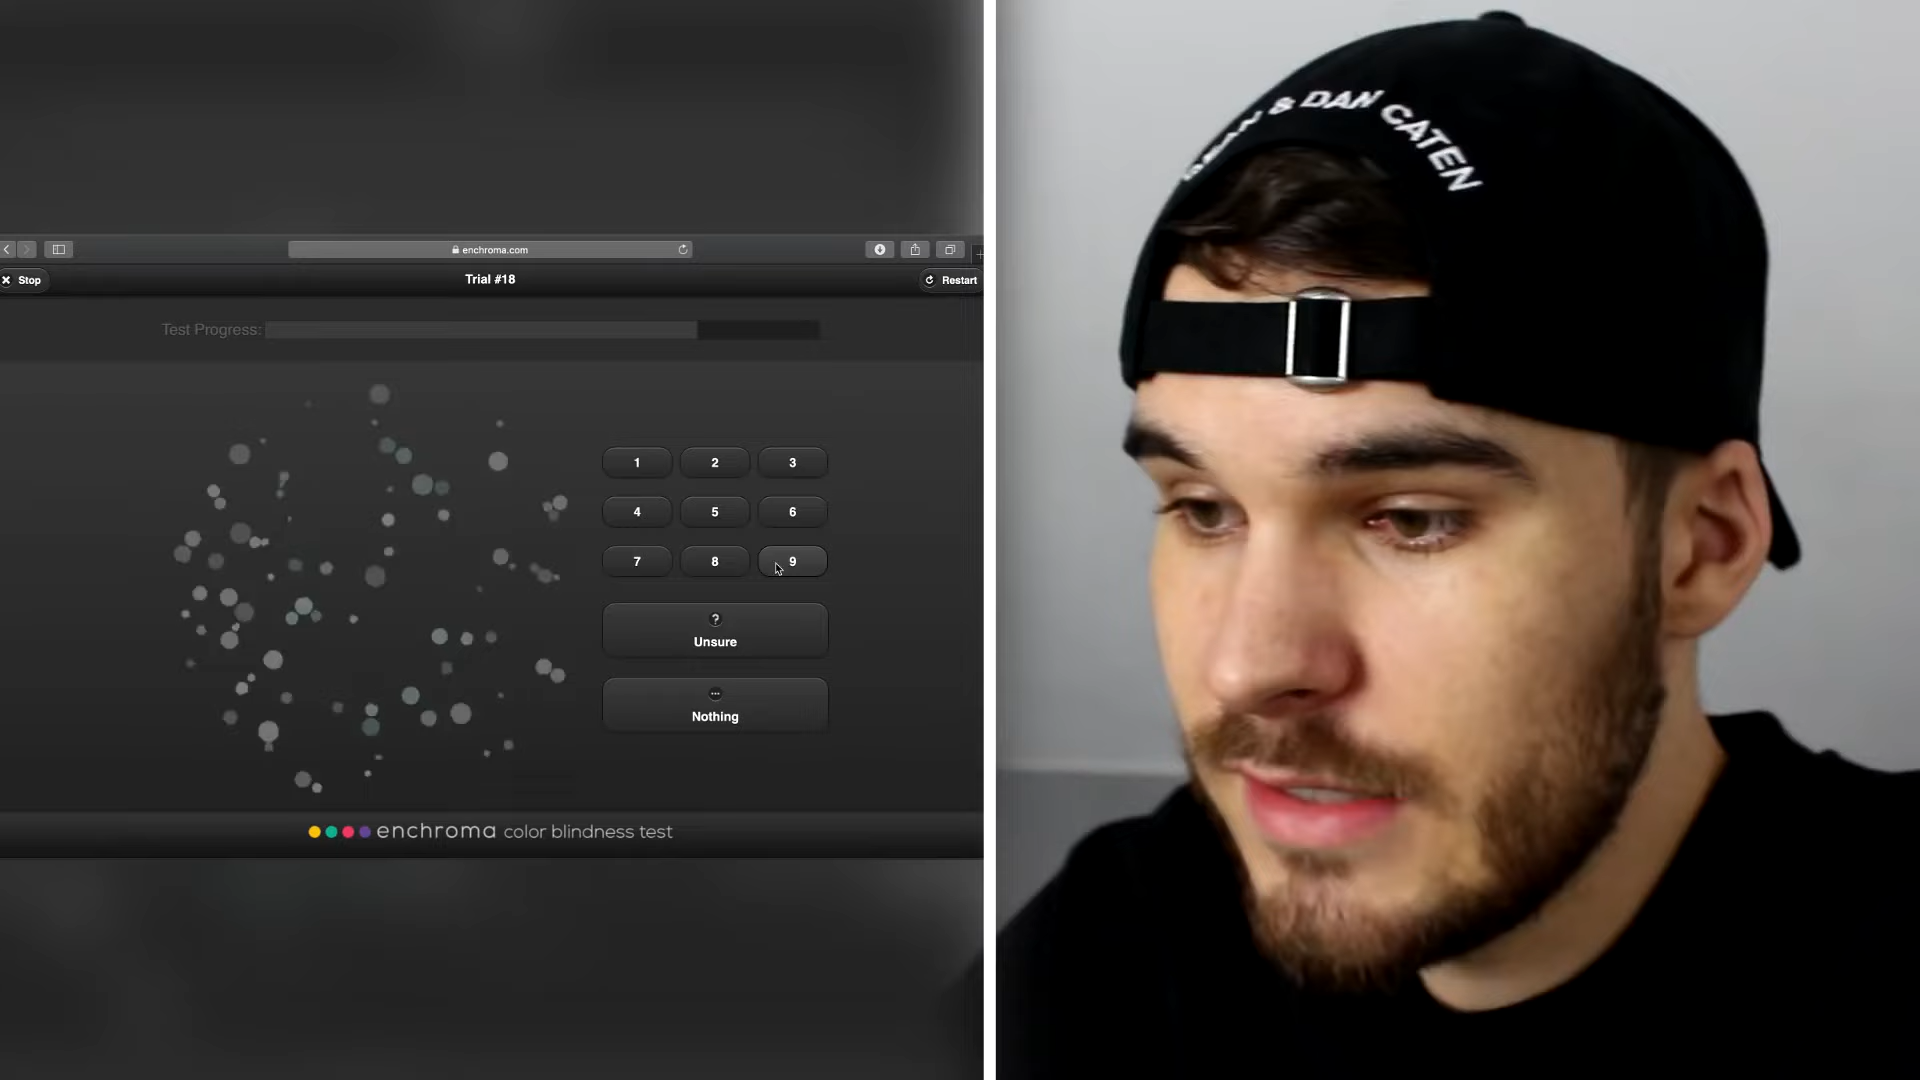 enchroma.com
Stop
Trial #18
Restart
Test Progress:
1 2 3
4 5 6
7 8 9
?
Unsure
...
Nothing
enchroma color blindness test
& DAN CATEN